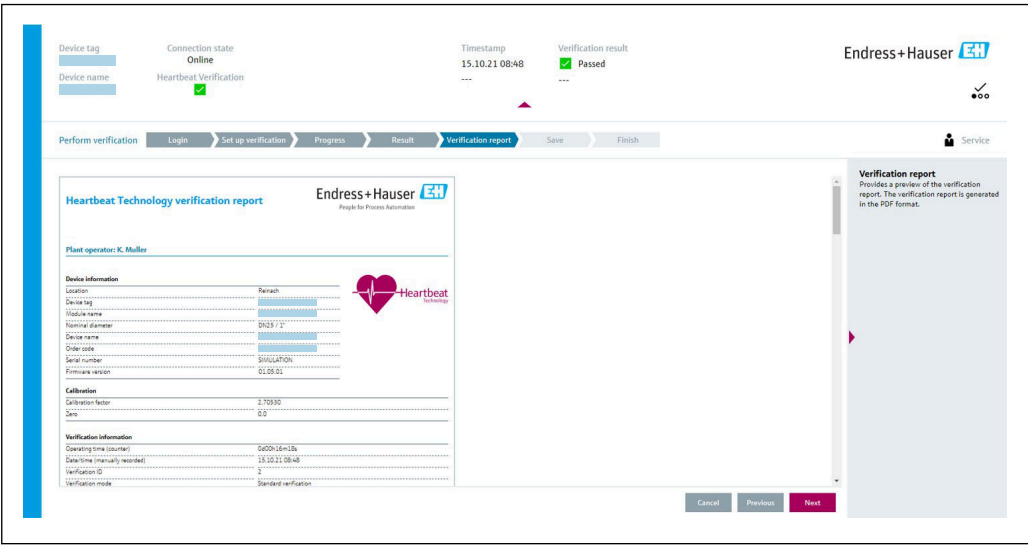 Device tag
Connection state
Online
Timestamp
15.10.21 08:48
Verification result
Passed
Endress+Hauser EH
Device name
Heartbeat Verification
---
---
Perform verification
Login
Set up verification
Progress
Result
Verification report
Save
Finish
Service
Heartbeat Technology verification report
Endress+Hauser EH
People for Process Automation
Plant operator: K. Muller
Device information
Location Reinach
Device tag
Module name
Nominal diameter DN25 / 1"
Device name
Order code
Serial number SIMULATION
Firmware version 01.05.01
Heartbeat
Technology
Calibration
Calibration factor 2.70530
Zero 0.0
Verification information
Operating time (counter) 0d00h16m18s
Date/time (manually recorded) 15.10.21 08:48
Verification ID 2
Verification mode Standard verification
Verification report
Provides a preview of the verification
report. The verification report is generated
in the PDF format.
Cancel
Previous
Next